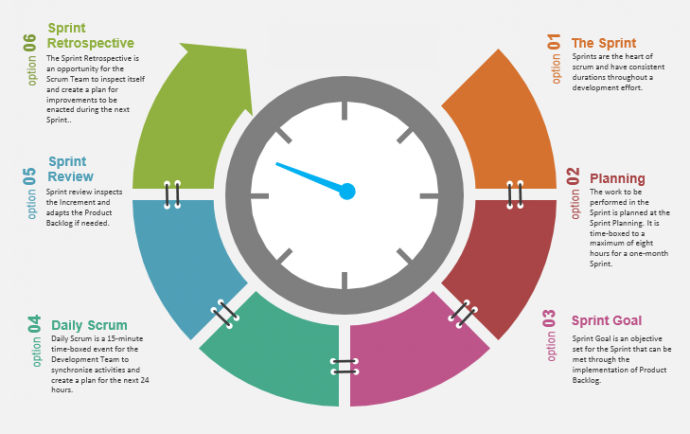 option 01
The Sprint
Sprints are the heart of
scrum and have consistent
durations throughout a
development effort.
option 02
Planning
The work to be
performed in the
Sprint is planned at the
Sprint Planning. It is
time-boxed to a
maximum of eight
hours for a one-month
Sprint.
option 03
Sprint Goal
Sprint Goal is an objective
set for the Sprint that can be
met through the
implementation of Product
Backlog.
option 04
Daily Scrum
Daily Scrum is a 15-minute
time-boxed event for the
Development Team to
synchronize activities and
create a plan for the next 24
hours.
option 05
Sprint
Review
Sprint review inspects
the Increment and
adapts the Product
Backlog if needed.
option 06
Sprint
Retrospective
The Sprint Retrospective is
an opportunity for the
Scrum Team to inspect itself
and create a plan for
improvements to be
enacted during the next
Sprint..